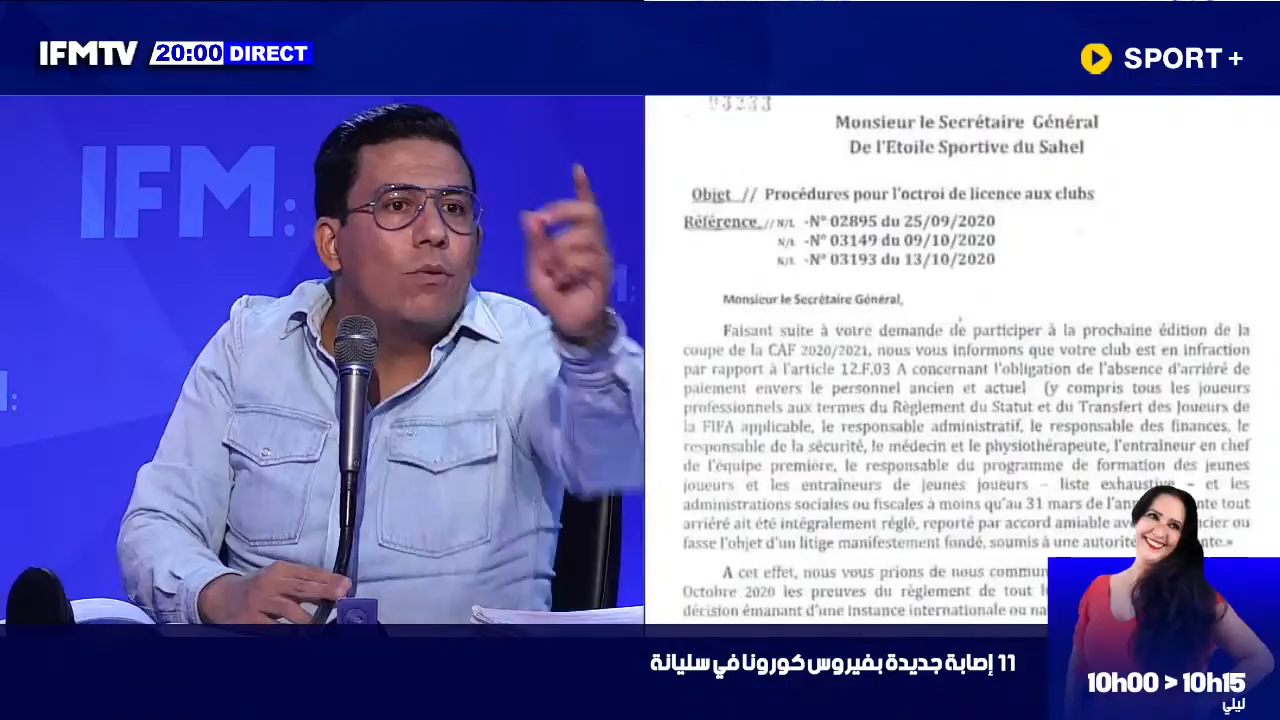 IFMTV 20:00 DIRECT
SPORT +
IFM:
Monsieur le Secrétaire Général
De l'Etoile Sportive du Sahel
Objet // Procédures pour l'octroi de licence aux clubs
Référence // N/L -N° 02895 du 25/09/2020
N/L -N° 03149 du 09/10/2020
N/L -N° 03193 du 13/10/2020
Monsieur le Secrétaire Général,
Faisant suite à votre demande de participer à la prochaine édition de la
coupe de la CAF 2020/2021, nous vous informons que votre club est en infraction
par rapport à l'article 12.F.03 A concernant l'obligation de l'absence d'arriéré de
paiement envers le personnel ancien et actuel (y compris tous les joueurs
professionnels aux termes du Règlement du Statut et du Transfert des Joueurs de
la FIFA applicable, le responsable administratif, le responsable des finances, le
responsable de la sécurité, le médecin et le physiothérapeute, l'entraîneur en chef
de l'équipe première, le responsable du programme de formation des jeunes
joueurs et les entraîneurs de jeunes joueurs – liste exhaustive – et les
administrations sociales ou fiscales à moins qu'au 31 mars de tout
arriéré ait été intégralement réglé, reporté par accord amiable ou
fasse l'objet d'un litige manifestement fondé, soumis à une
A cet effet, nous vous prions de nous
Octobre 2020 les preuves du règlement de tout
décision émanant d'une instance internationale ou
11 إصابة جديدة بفيروس كورونا في سليانة
10h00 > 10h15
ليلي